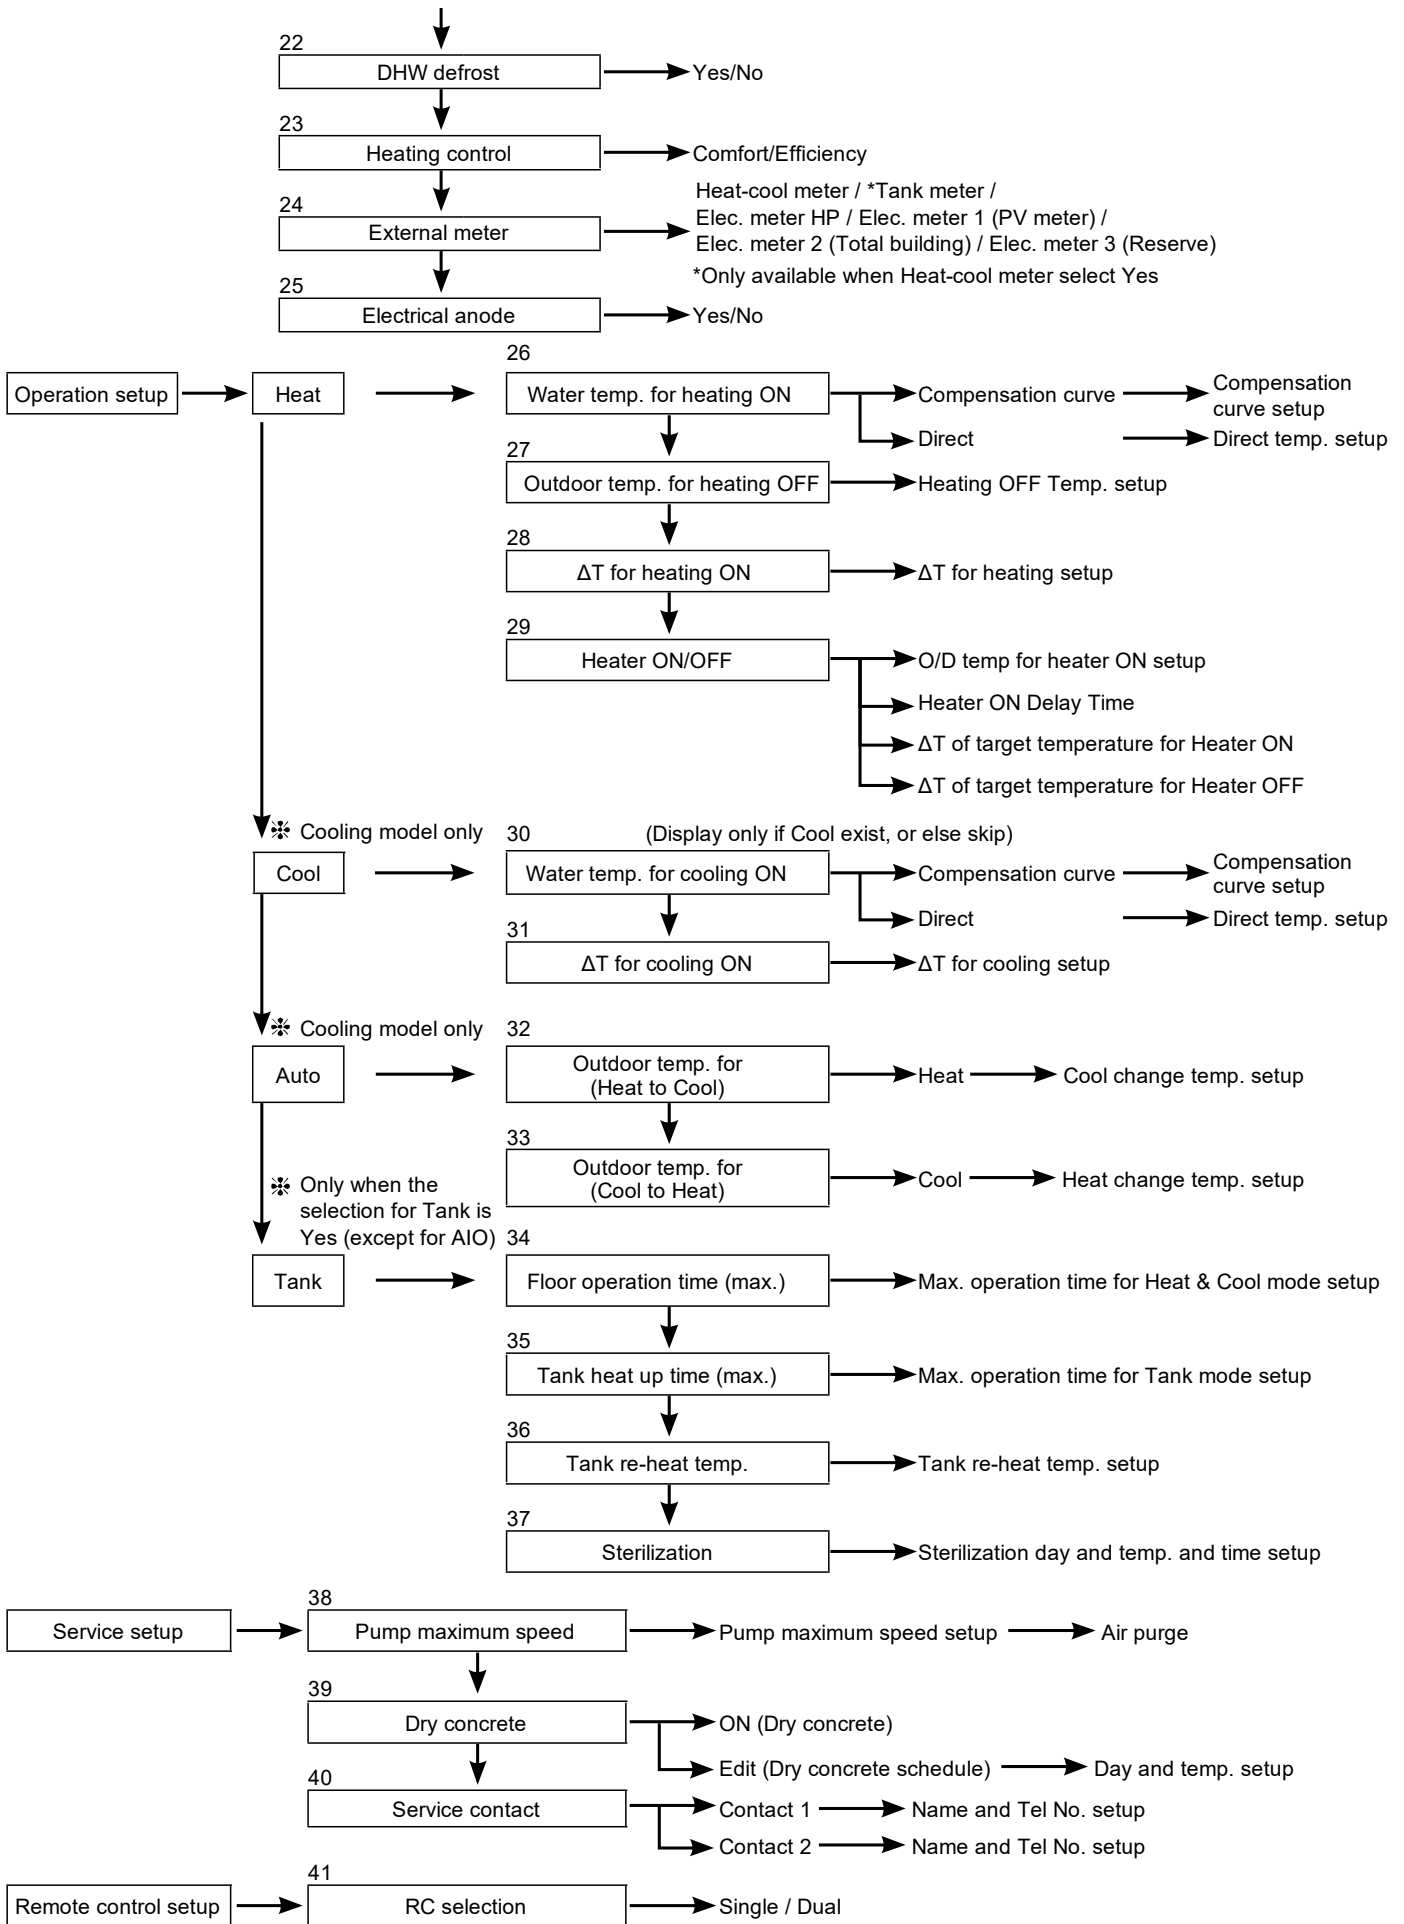 22
DHW defrost
Yes/No
23
Heating control
Comfort/Efficiency
24
External meter
Heat-cool meter / *Tank meter /
Elec. meter HP / Elec. meter 1 (PV meter) /
Elec. meter 2 (Total building) / Elec. meter 3 (Reserve)
*Only available when Heat-cool meter select Yes
25
Electrical anode
Yes/No
Operation setup
Heat
26
Water temp. for heating ON
Compensation curve
Compensation
curve setup
Direct
Direct temp. setup
27
Outdoor temp. for heating OFF
Heating OFF Temp. setup
28
ΔT for heating ON
ΔT for heating setup
29
Heater ON/OFF
O/D temp for heater ON setup
Heater ON Delay Time
ΔT of target temperature for Heater ON
ΔT of target temperature for Heater OFF
❇ Cooling model only
Cool
30
(Display only if Cool exist, or else skip)
Water temp. for cooling ON
Compensation curve
Compensation
curve setup
Direct
Direct temp. setup
31
ΔT for cooling ON
ΔT for cooling setup
❇ Cooling model only
Auto
32
Outdoor temp. for
(Heat to Cool)
Heat
Cool change temp. setup
33
Outdoor temp. for
(Cool to Heat)
Cool
Heat change temp. setup
❇ Only when the
selection for Tank is
Yes (except for AIO)
Tank
34
Floor operation time (max.)
Max. operation time for Heat & Cool mode setup
35
Tank heat up time (max.)
Max. operation time for Tank mode setup
36
Tank re-heat temp.
Tank re-heat temp. setup
37
Sterilization
Sterilization day and temp. and time setup
Service setup
38
Pump maximum speed
Pump maximum speed setup
Air purge
39
Dry concrete
ON (Dry concrete)
Edit (Dry concrete schedule)
Day and temp. setup
40
Service contact
Contact 1
Name and Tel No. setup
Contact 2
Name and Tel No. setup
Remote control setup
41
RC selection
Single / Dual